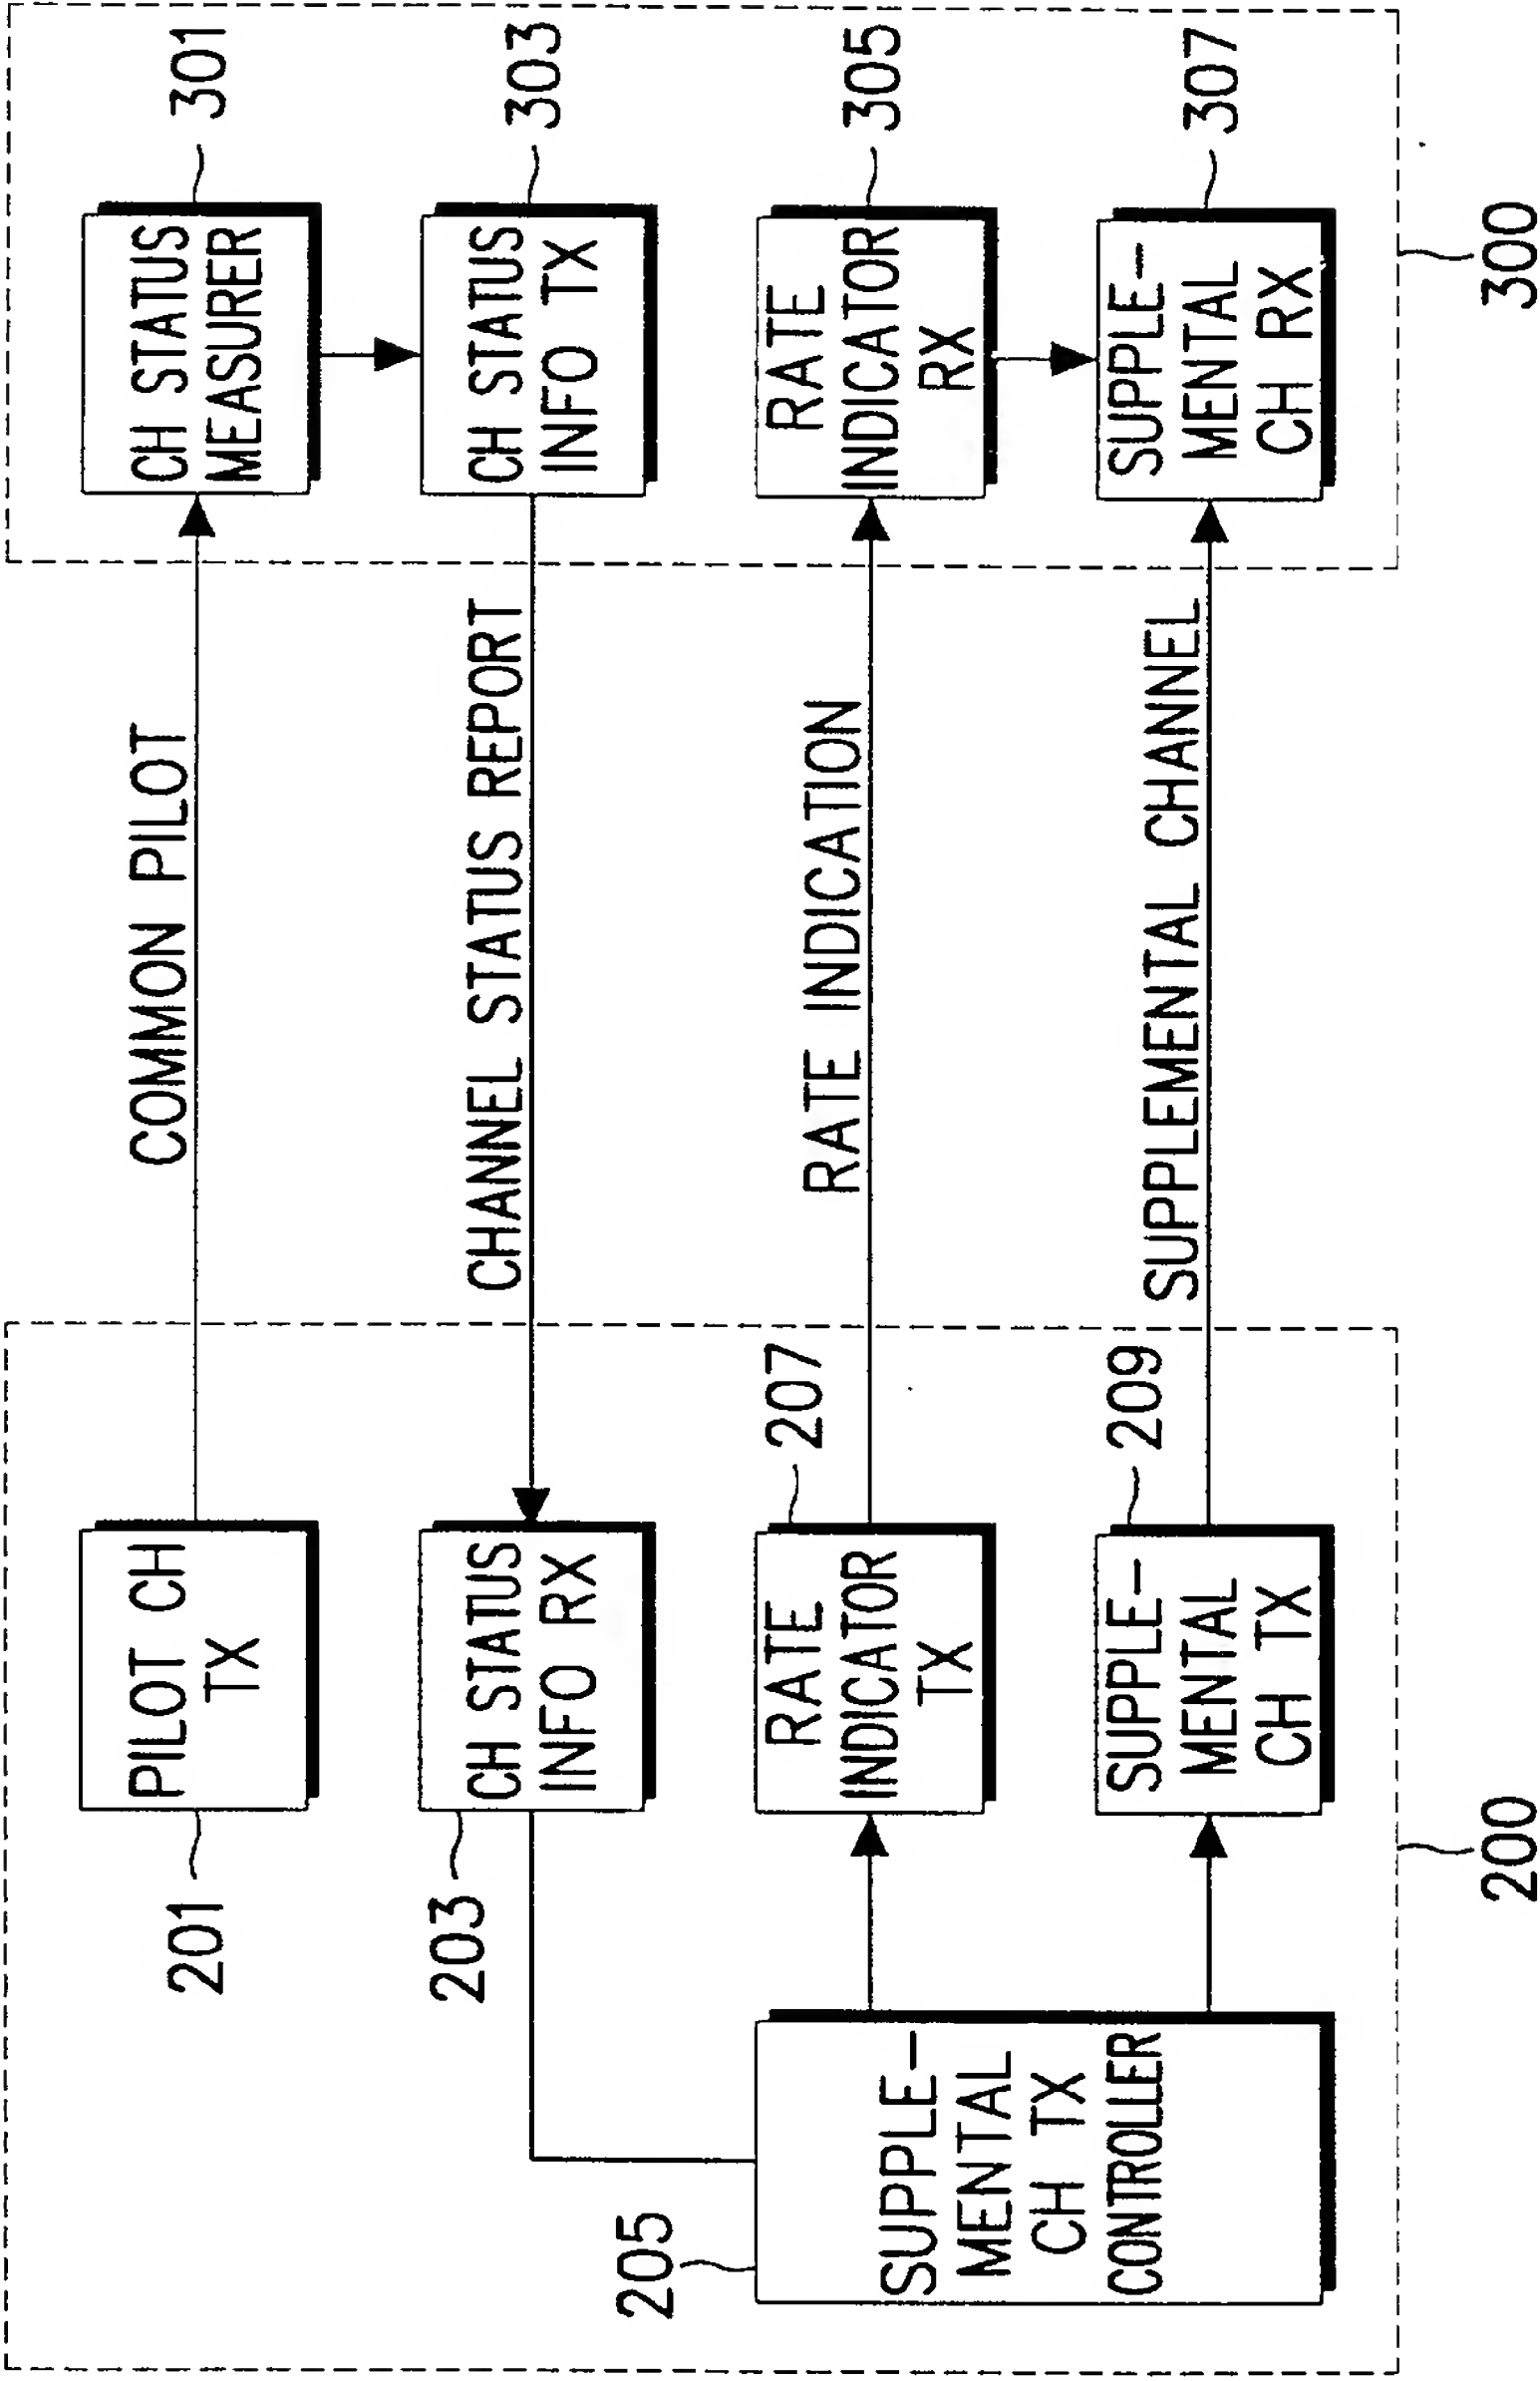 201
PILOT CH
TX
COMMON PILOT
CH STATUS
MEASURER
301
203
CH STATUS
INFO RX
CHANNEL STATUS REPORT
CH STATUS
INFO TX
303
205
SUPPLE-
MENTAL
CH TX
CONTROLLER
RATE
INDICATOR
TX
207
RATE INDICATION
RATE
INDICATOR
RX
305
SUPPLE-
MENTAL
CH TX
209
SUPPLEMENTAL CHANNEL
SUPPLE-
MENTAL
CH RX
307
200
300